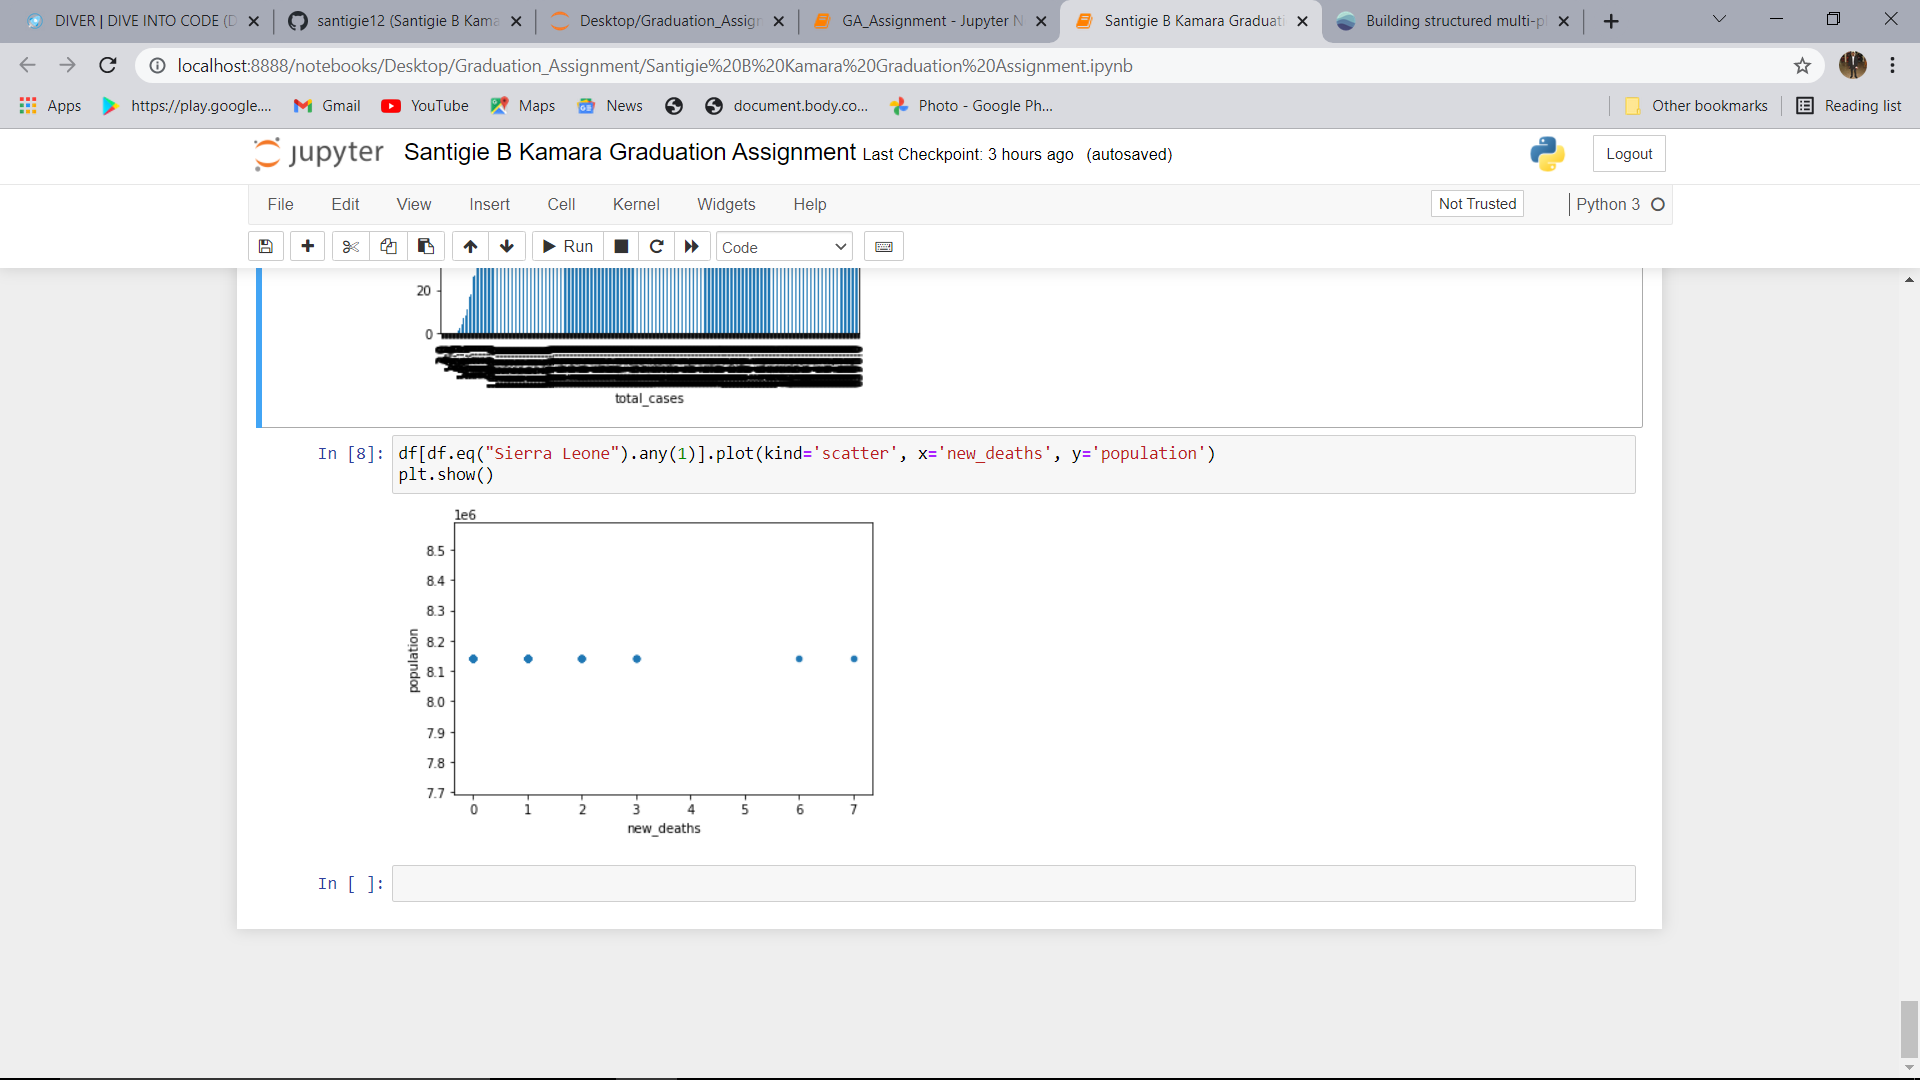 DIVER | DIVE INTO CODE (D
santigie12 (Santigie B Kama
Desktop/Graduation_Assign
GA_Assignment - Jupyter N
Santigie B Kamara Graduati
Building structured multi-p
localhost:8888/notebooks/Desktop/Graduation_Assignment/Santigie%20B%20Kamara%20Graduation%20Assignment.ipynb
Apps https://play.google.... Gmail YouTube Maps News document.body.co... Photo - Google Ph... Other bookmarks Reading list
jupyter Santigie B Kamara Graduation Assignment Last Checkpoint: 3 hours ago (autosaved) Logout
File Edit View Insert Cell Kernel Widgets Help Not Trusted Python 3
Run Code
20
0
total_cases
In [8]: df[df.eq("Sierra Leone").any(1)].plot(kind='scatter', x='new_deaths', y='population')
plt.show()
1e6
8.5
8.4
8.3
8.2
8.1
8.0
7.9
7.8
7.7
population
0 1 2 3 4 5 6 7
new_deaths
In [ ]: